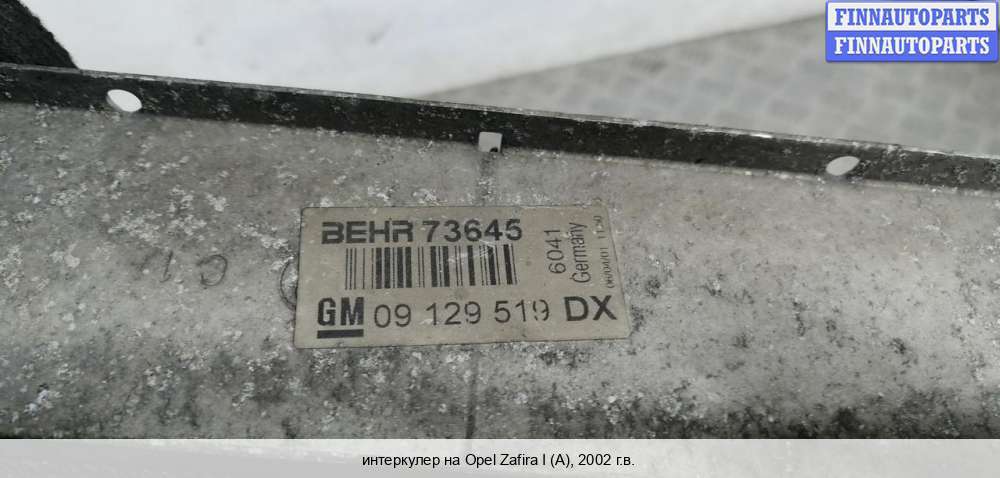 FINNAUTOPARTS
FINNAUTOPARTS
BEHR 73645
6041
Germany
GM 09 129 519 DX
интеркулер на Opel Zafira I (A), 2002 г.в.